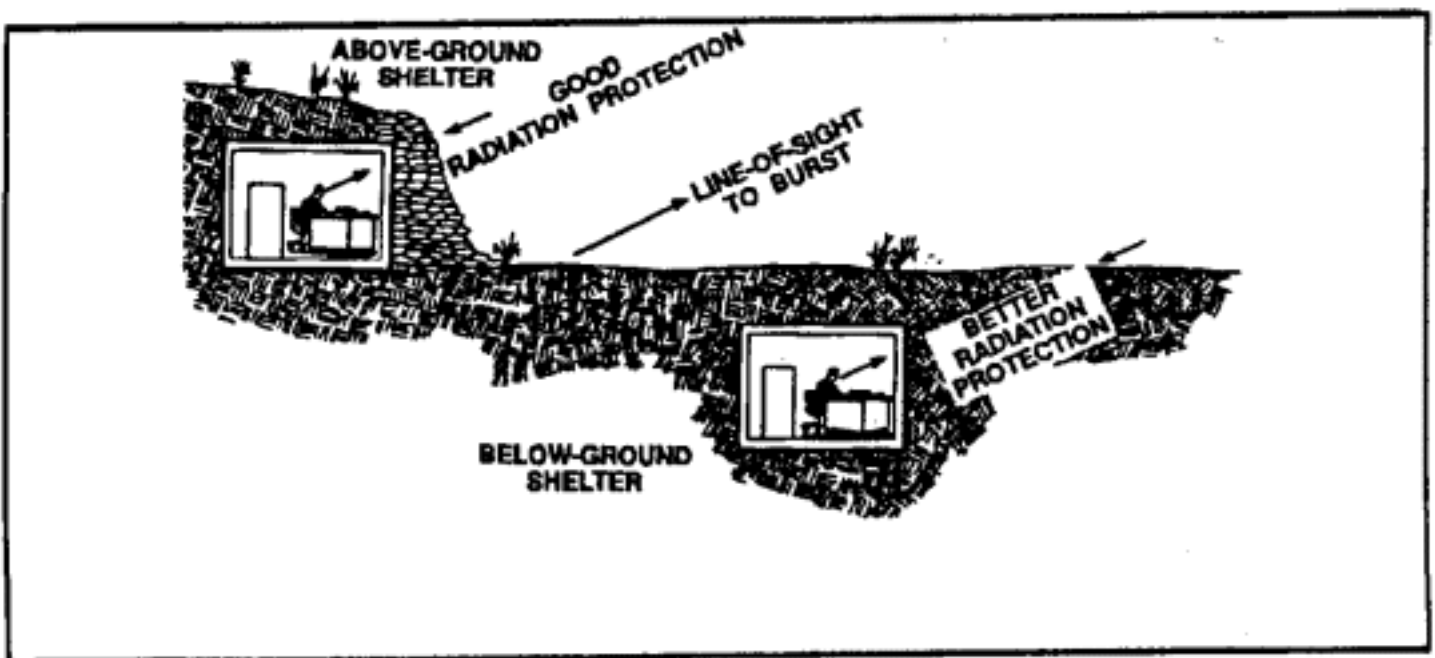 ABOVE-GROUND
SHELTER
GOOD
RADIATION PROTECTION
LINE-OF-SIGHT
TO BURST
BETTER
RADIATION
PROTECTION
BELOW-GROUND
SHELTER